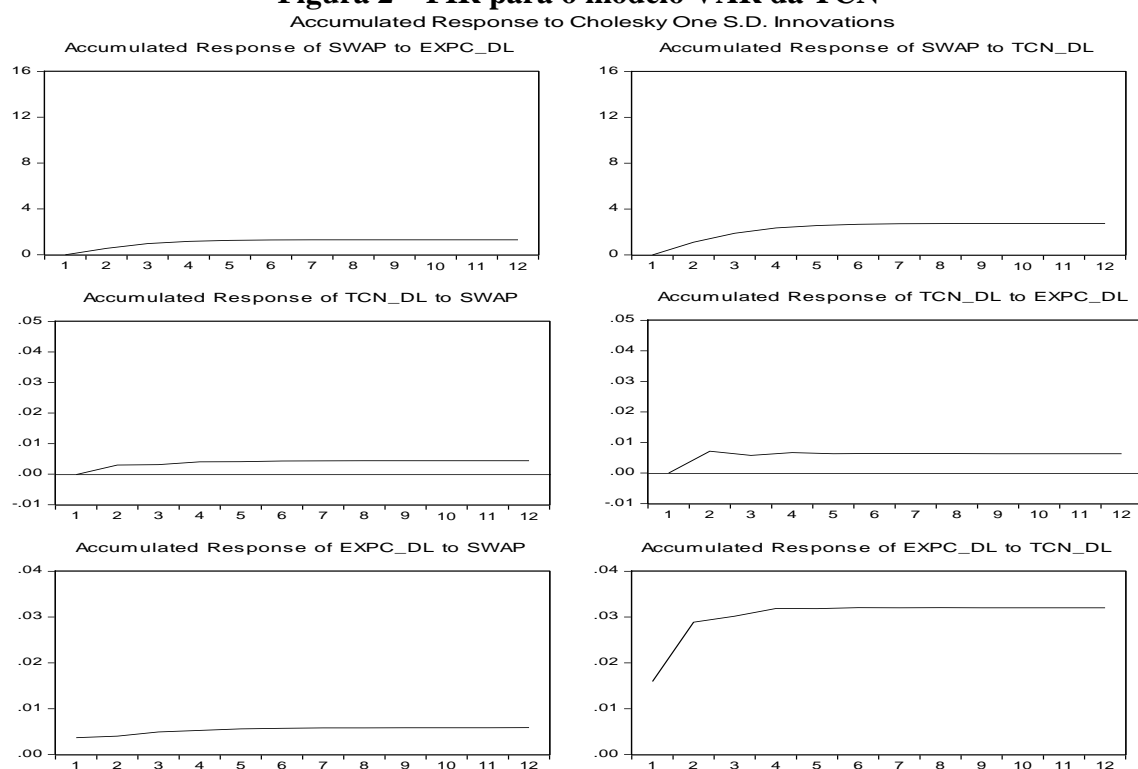 Figura 2 – FIR para o modelo VAR da TCN
Accumulated Response to Cholesky One S.D. Innovations
Accumulated Response of SWAP to EXPC_DL
16
12
8
4
0
1 2 3 4 5 6 7 8 9 10 11 12
Accumulated Response of SWAP to TCN_DL
16
12
8
4
0
1 2 3 4 5 6 7 8 9 10 11 12
Accumulated Response of TCN_DL to SWAP
.05
.04
.03
.02
.01
.00
-.01
1 2 3 4 5 6 7 8 9 10 11 12
Accumulated Response of TCN_DL to EXPC_DL
.05
.04
.03
.02
.01
.00
-.01
1 2 3 4 5 6 7 8 9 10 11 12
Accumulated Response of EXPC_DL to SWAP
.04
.03
.02
.01
.00
1 2 3 4 5 6 7 8 9 10 11 12
Accumulated Response of EXPC_DL to TCN_DL
.04
.03
.02
.01
.00
1 2 3 4 5 6 7 8 9 10 11 12